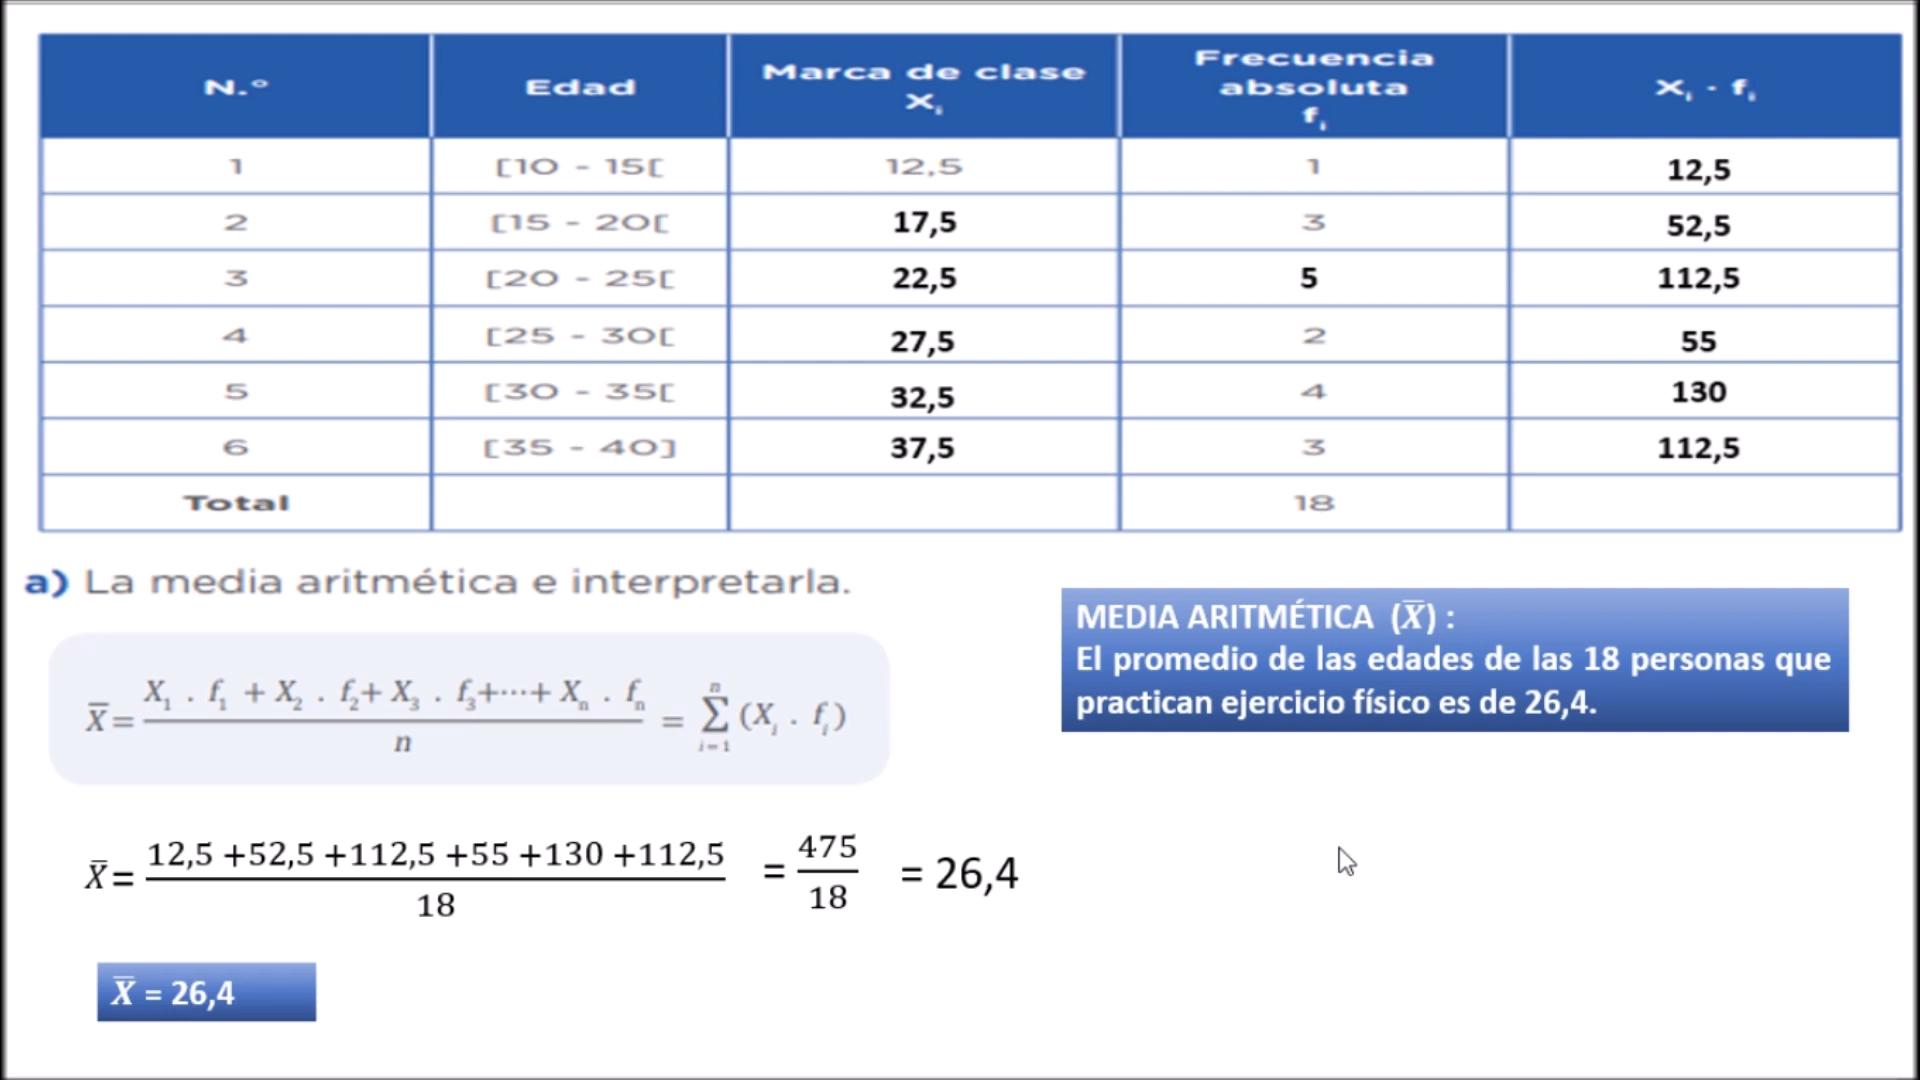 N.° Edad Marca de clase Xi Frecuencia absoluta fi Xi · fi
1 [10 - 15[ 12,5 1 12,5
2 [15 - 20[ 17,5 3 52,5
3 [20 - 25[ 22,5 5 112,5
4 [25 - 30[ 27,5 2 55
5 [30 - 35[ 32,5 4 130
6 [35 - 40] 37,5 3 112,5
Total 18
a) La media aritmética e interpretarla.
X̅ = X1 . f1 + X2 . f2+ X3 . f3+···+ Xn . fn / n = n ∑ i=1 (Xi . fi)
MEDIA ARITMÉTICA (X̅) :
El promedio de las edades de las 18 personas que
practican ejercicio físico es de 26,4.
X̅ = 12,5 +52,5 +112,5 +55 +130 +112,5 / 18 = 475 / 18 = 26,4
X̅ = 26,4